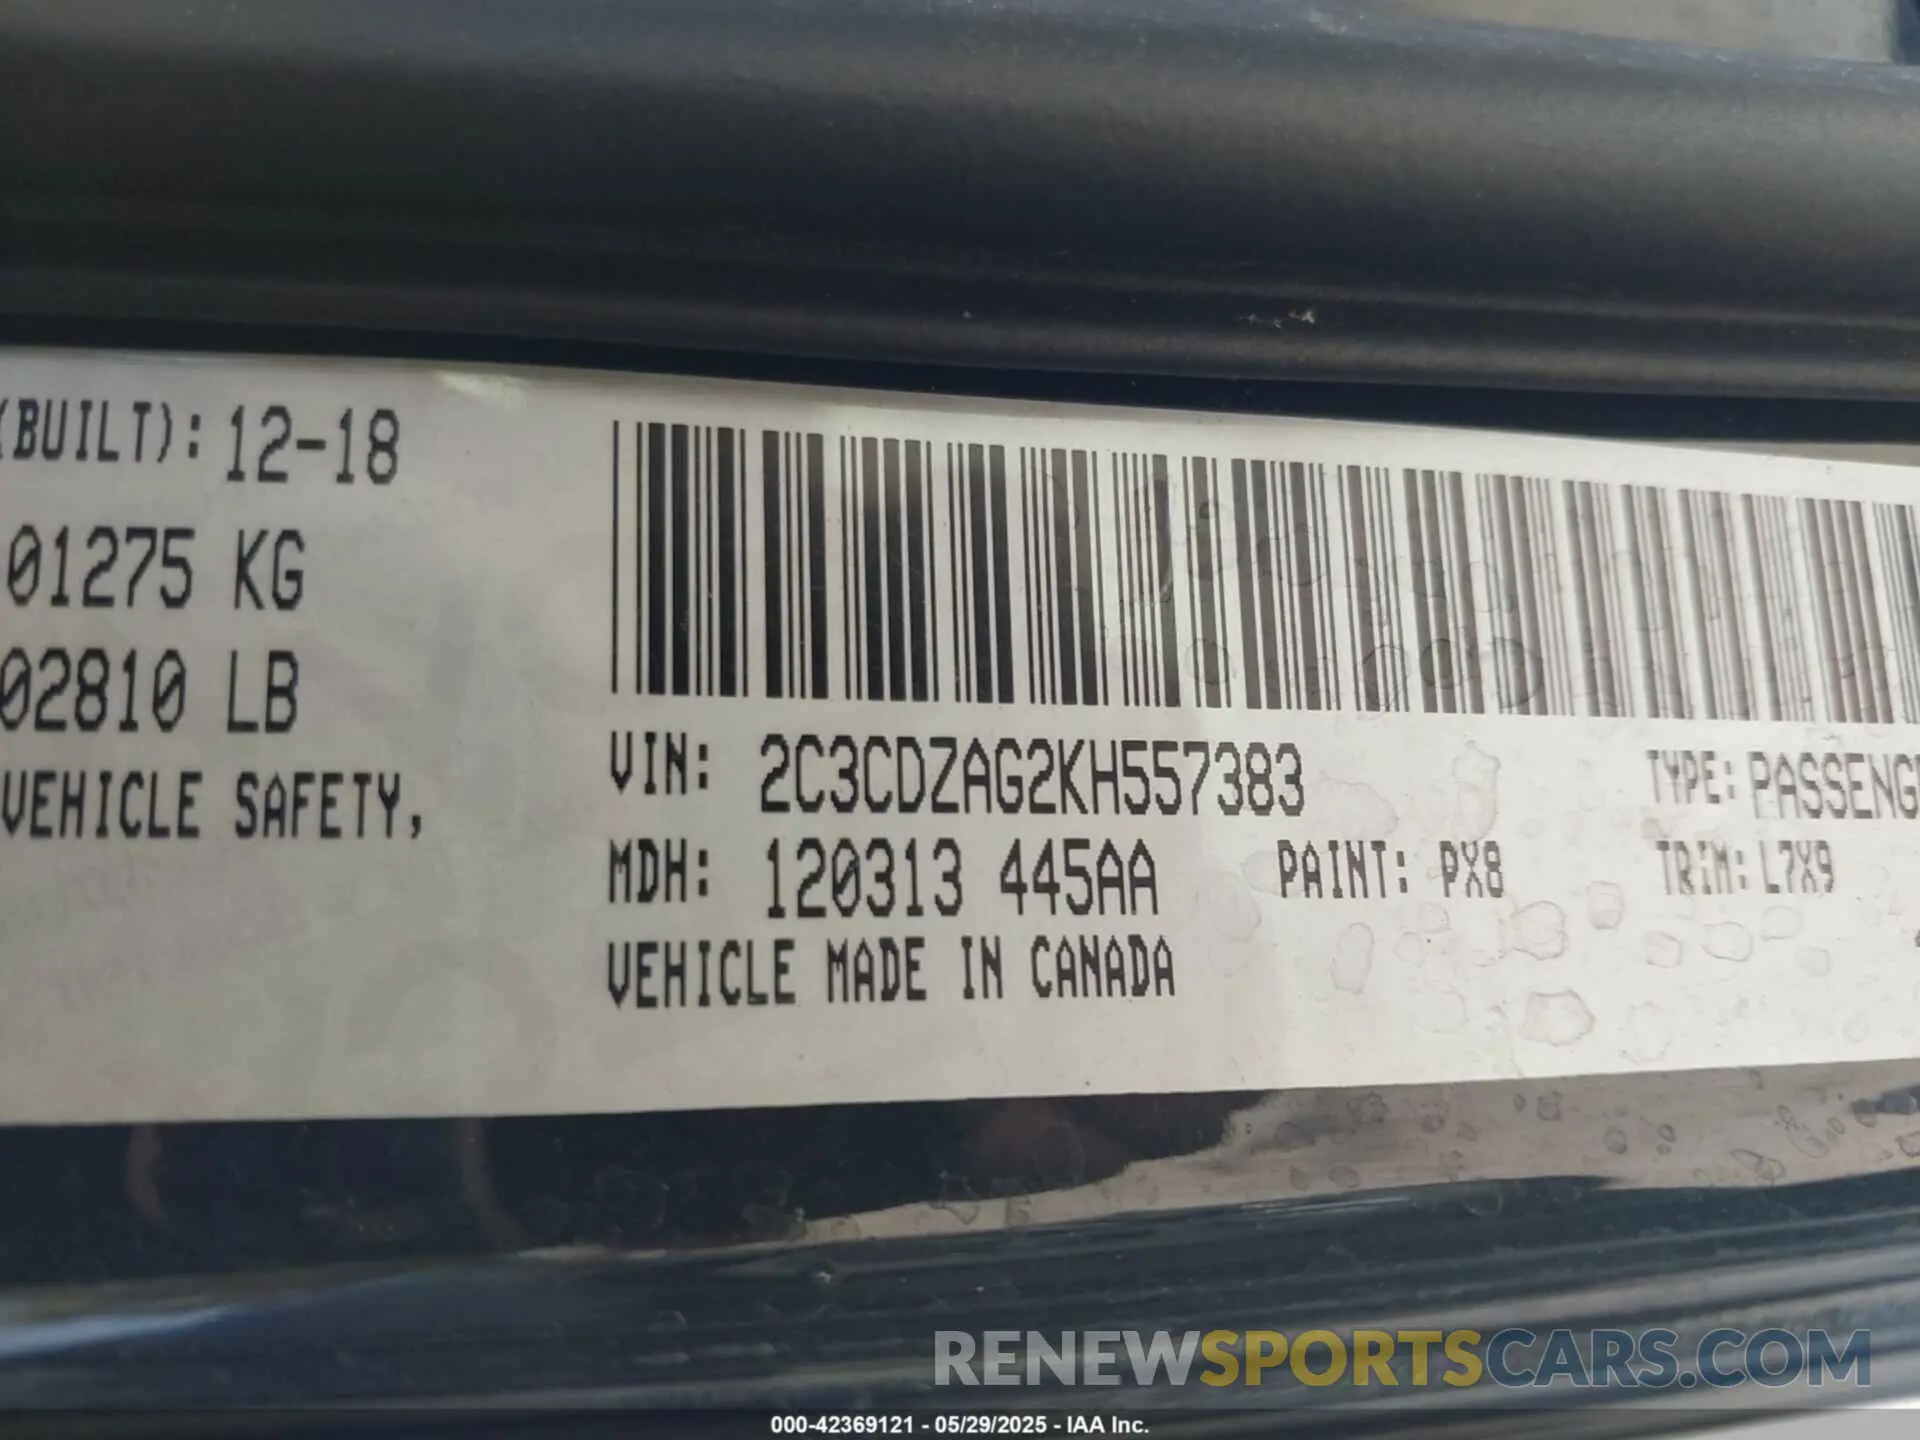 (BUILT): 12-18
01275 KG
02810 LB
VEHICLE SAFETY,
VIN: 2C3CDZAG2KH557383 TYPE: PASSENGE
MDH: 120313 445AA PAINT: PX8 TRIM: L7X9
VEHICLE MADE IN CANADA
RENEWSPORTSCARS.COM
000-42369121 - 05/29/2025 - IAA Inc.